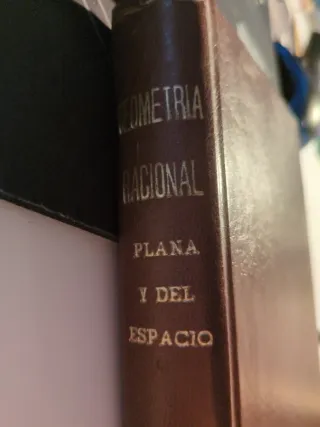 GEOMETRIA
RACIONAL
PLANA
Y DEL
ESPACIO